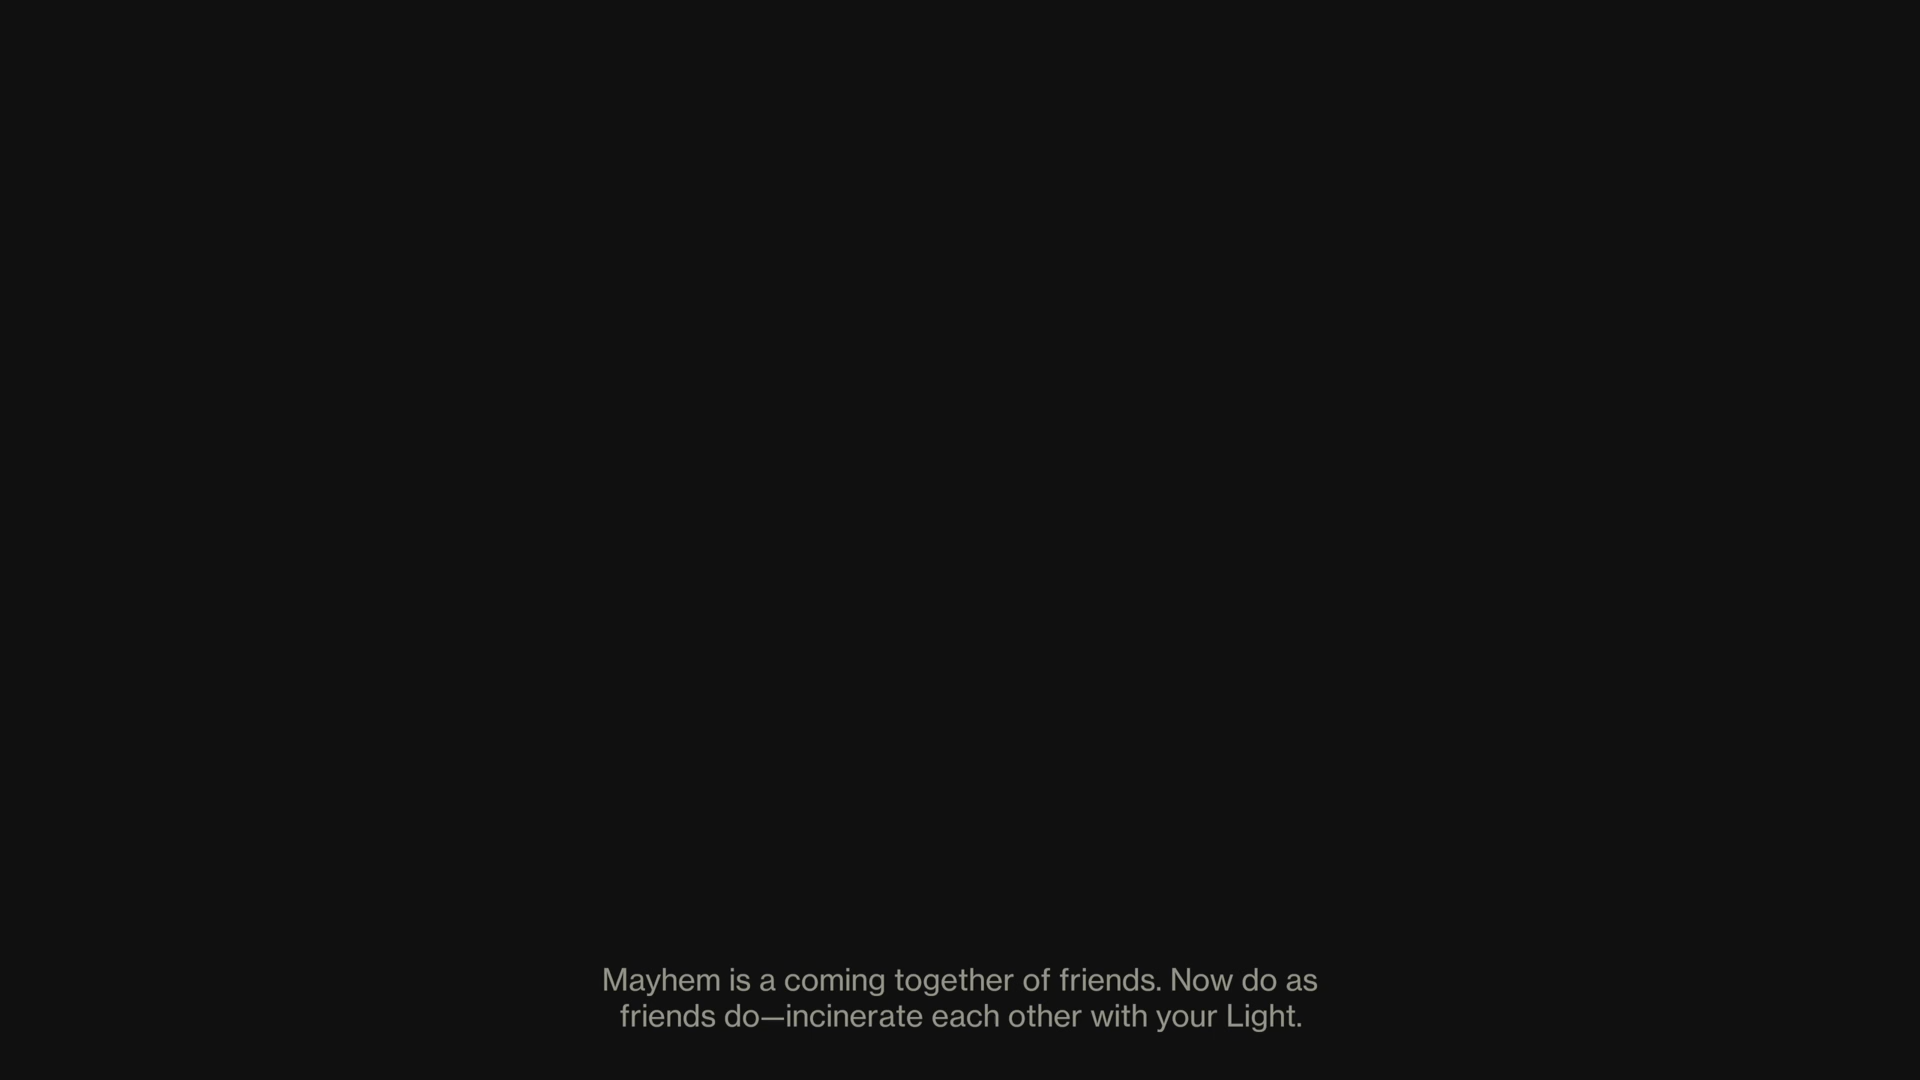 Mayhem is a coming together of friends. Now do as
friends do—incinerate each other with your Light.